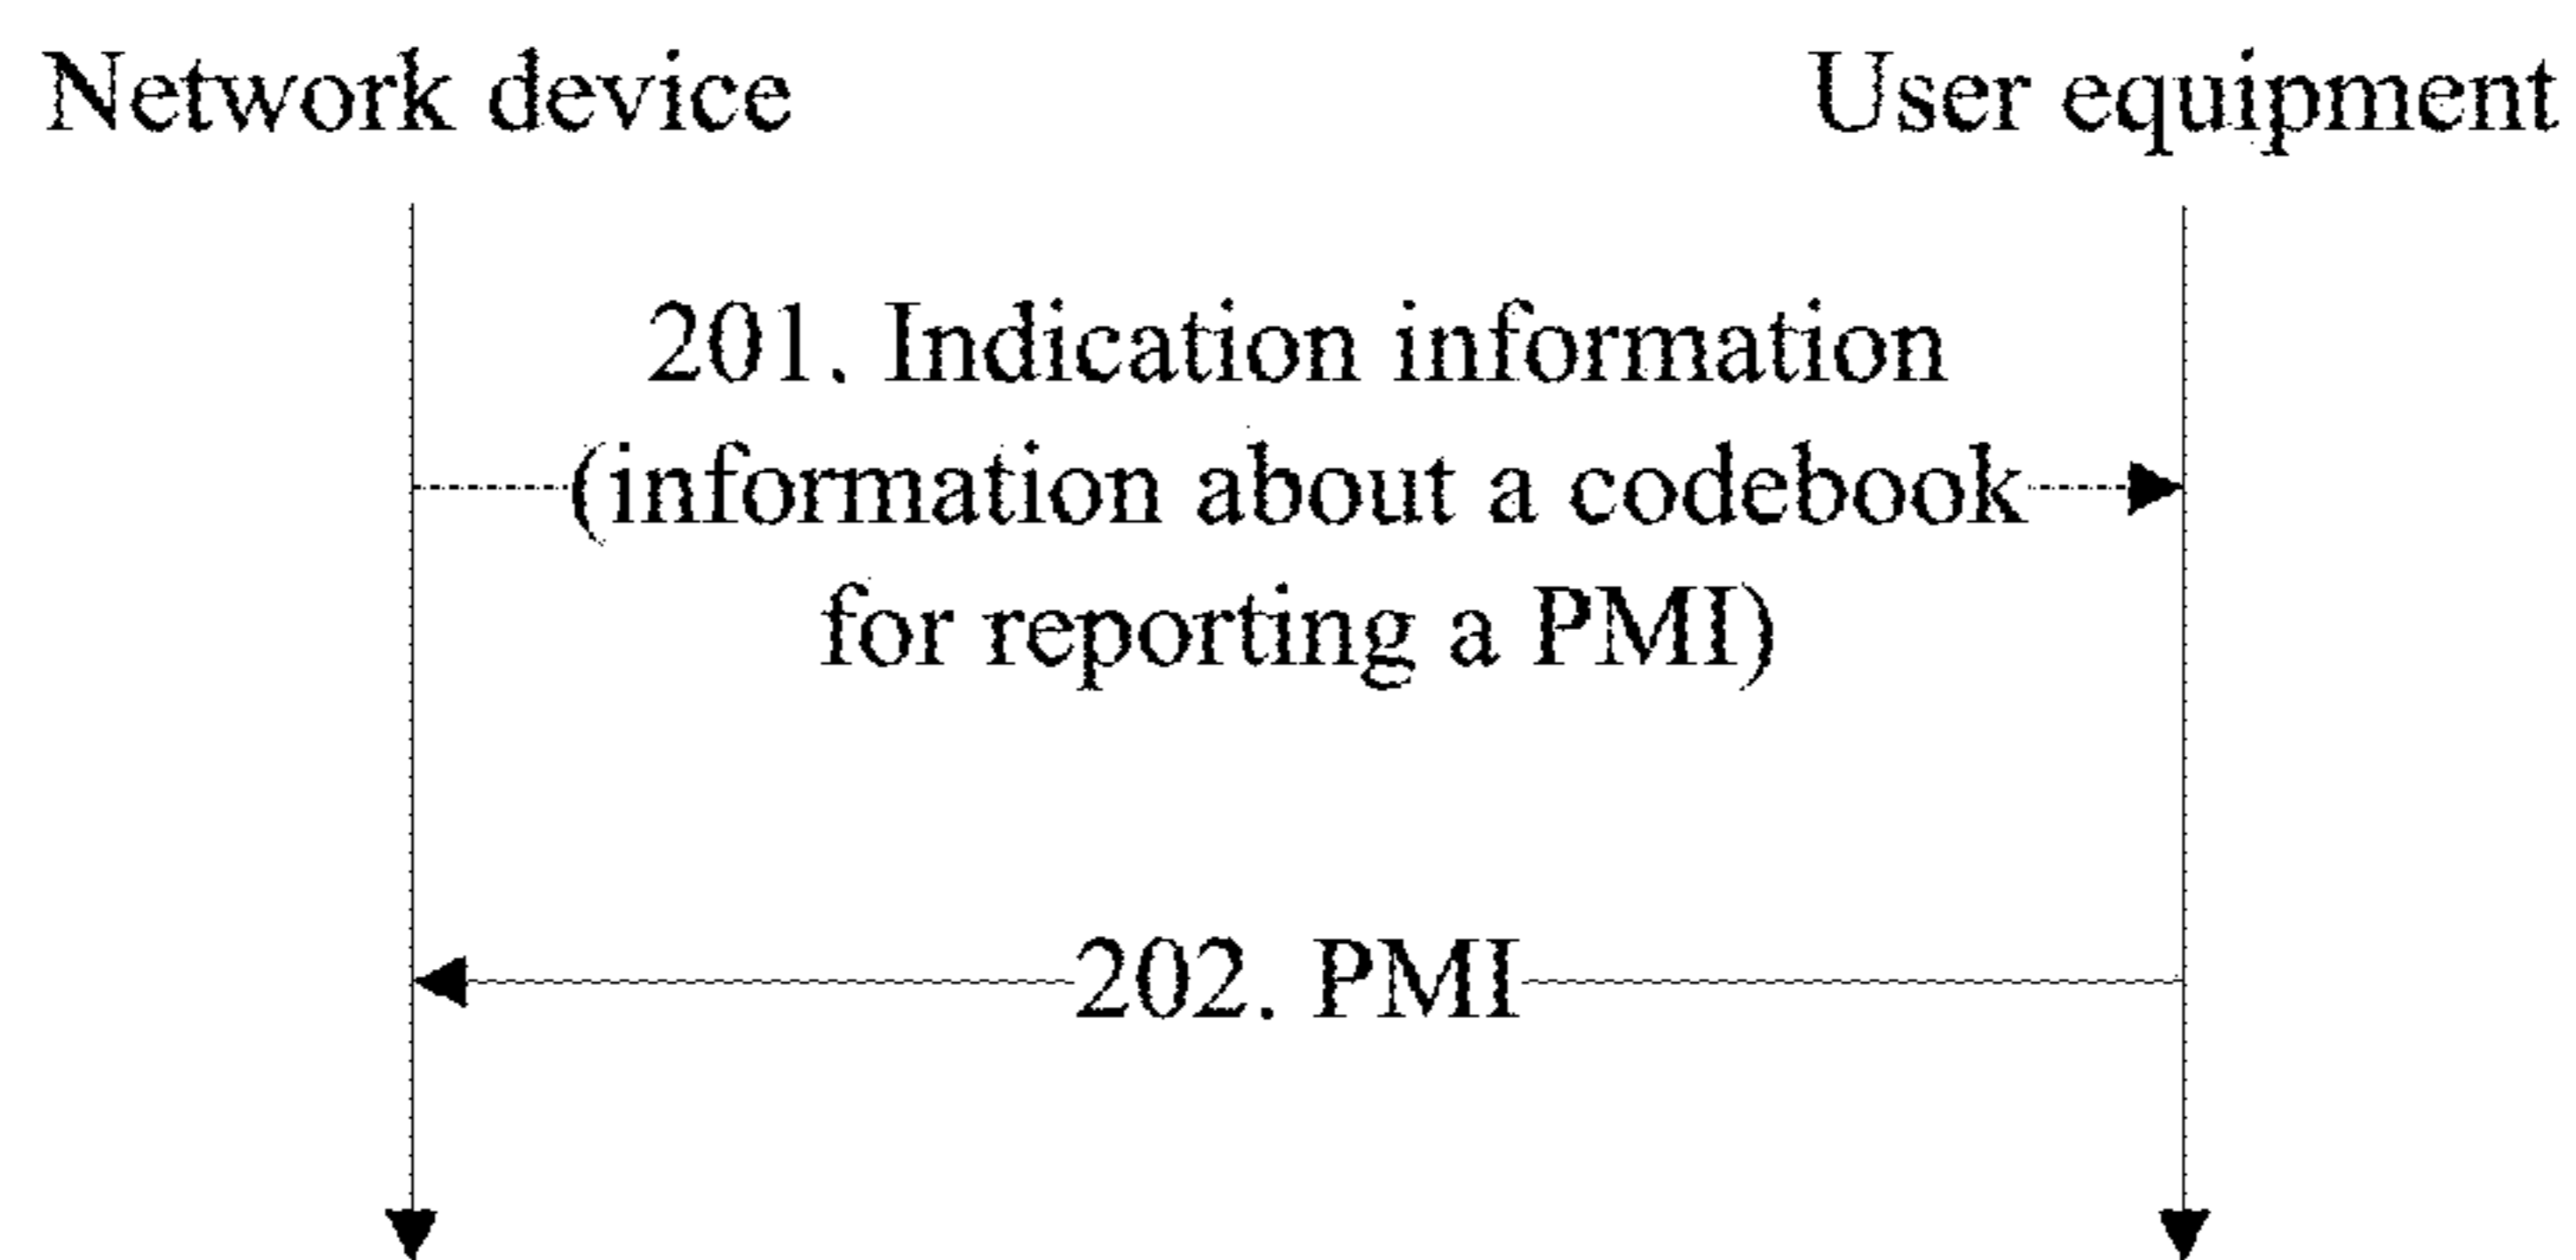 Network device
User equipment
201. Indication information
(information about a codebook
for reporting a PMI)
202. PMI